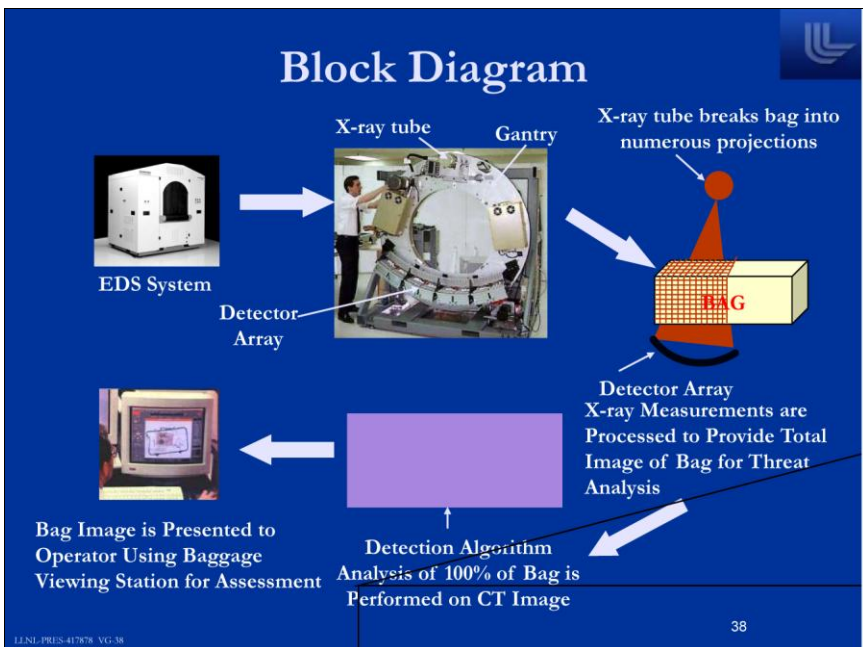 Block Diagram
X-ray tube
Gantry
X-ray tube breaks bag into
numerous projections
EDS System
Detector
Array
BAG
Detector Array
X-ray Measurements are
Processed to Provide Total
Image of Bag for Threat
Analysis
Bag Image is Presented to
Operator Using Baggage
Viewing Station for Assessment
Detection Algorithm
Analysis of 100% of Bag is
Performed on CT Image
38
LLNL-PRES-417878 VG-38